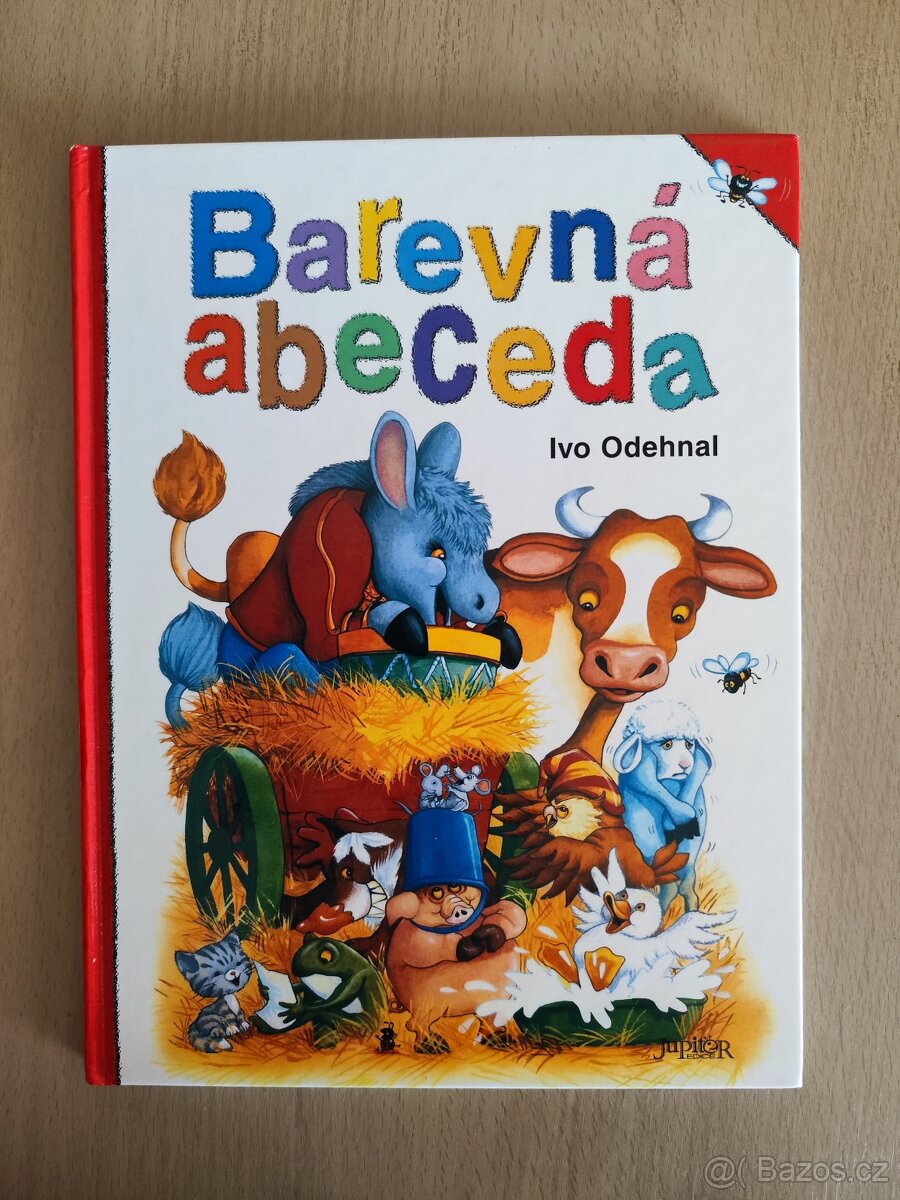 Barevná
abeceda
Ivo Odehnal
JUPITER
EDICE
@( Bazos.cz